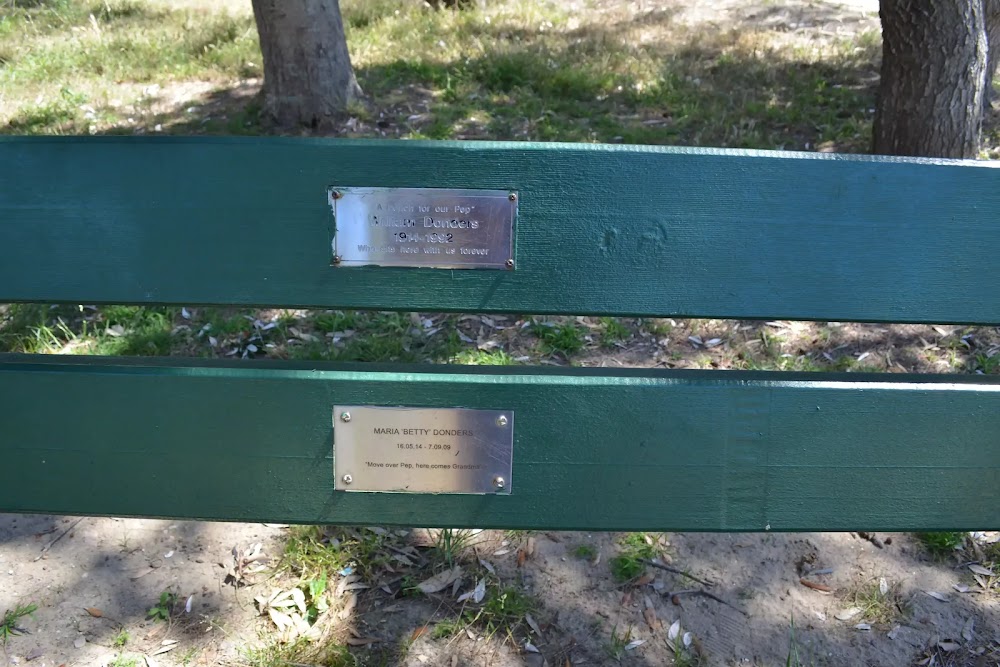 A for our Pep"
Donders
1914-1992
here with us forever
MARIA 'BETTY' DONDERS
16.05.14 - 7.09.09
"Move over Pep, here comes